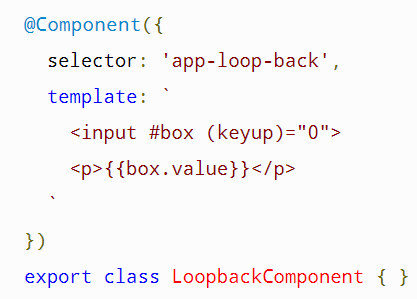 @Component({
  selector: 'app-loop-back',
  template: `
    <input #box (keyup)="0">
    <p>{{box.value}}</p>
  `
})
export class LoopbackComponent { }